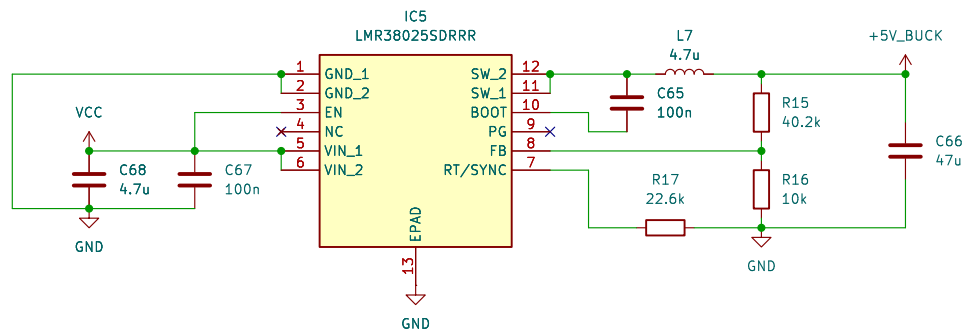 IC5
LMR38025SDRRR
L7
4.7u
+5V_BUCK
1 GND_1 SW_2 12
2 GND_2 SW_1 11
3 EN BOOT 10
4 NC PG 9
5 VIN_1 FB 8
6 VIN_2 RT/SYNC 7
EPAD
13
GND
VCC
C68
4.7u
C67
100n
GND
C65
100n
R15
40.2k
R17
22.6k
R16
10k
GND
C66
47u